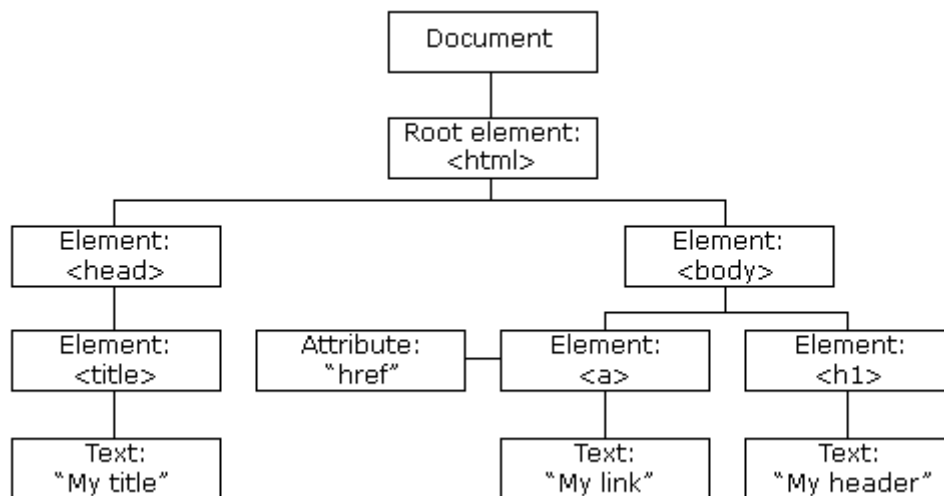 Document
Root element:
<html>
Element:
<head>
Element:
<body>
Element:
<title>
Attribute:
“href”
Element:
<a>
Element:
<h1>
Text:
“My title”
Text:
“My link”
Text:
“My header”